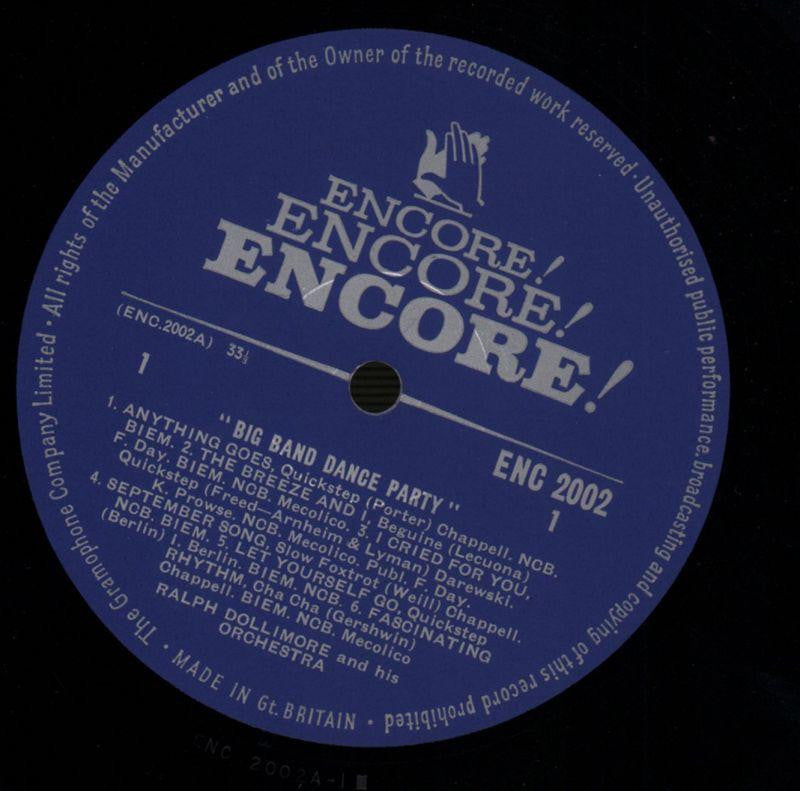 The Gramophone Company Limited · All rights of the Manufacturer and of the Owner of the recorded work reserved · Unauthorised public performance, broadcasting and copying of this record prohibited
ENCORE!
ENCORE!
ENCORE!
(ENC.2002A) 33⅓
1
ENC 2002
1
"BIG BAND DANCE PARTY"
1. ANYTHING GOES, Quickstep (Porter) Chappell. NCB.
BIEM. 2. THE BREEZE AND I, Beguine (Lecuona)
F. Day. BIEM. NCB. Mecolico. 3. I CRIED FOR YOU,
Quickstep (Freed—Arnheim & Lyman) Darewski.
K. Prowse. NCB. Mecolico. Publ. F. Day.
4. SEPTEMBER SONG, Slow Foxtrot (Weill) Chappell.
NCB. BIEM. 5. LET YOURSELF GO, Quickstep
(Berlin) I. Berlin. BIEM. NCB. 6. FASCINATING
RHYTHM, Cha Cha (Gershwin)
Chappell. BIEM. NCB. Mecolico
RALPH DOLLIMORE and his
ORCHESTRA
· MADE IN Gt. BRITAIN ·
ENC 2002A-1